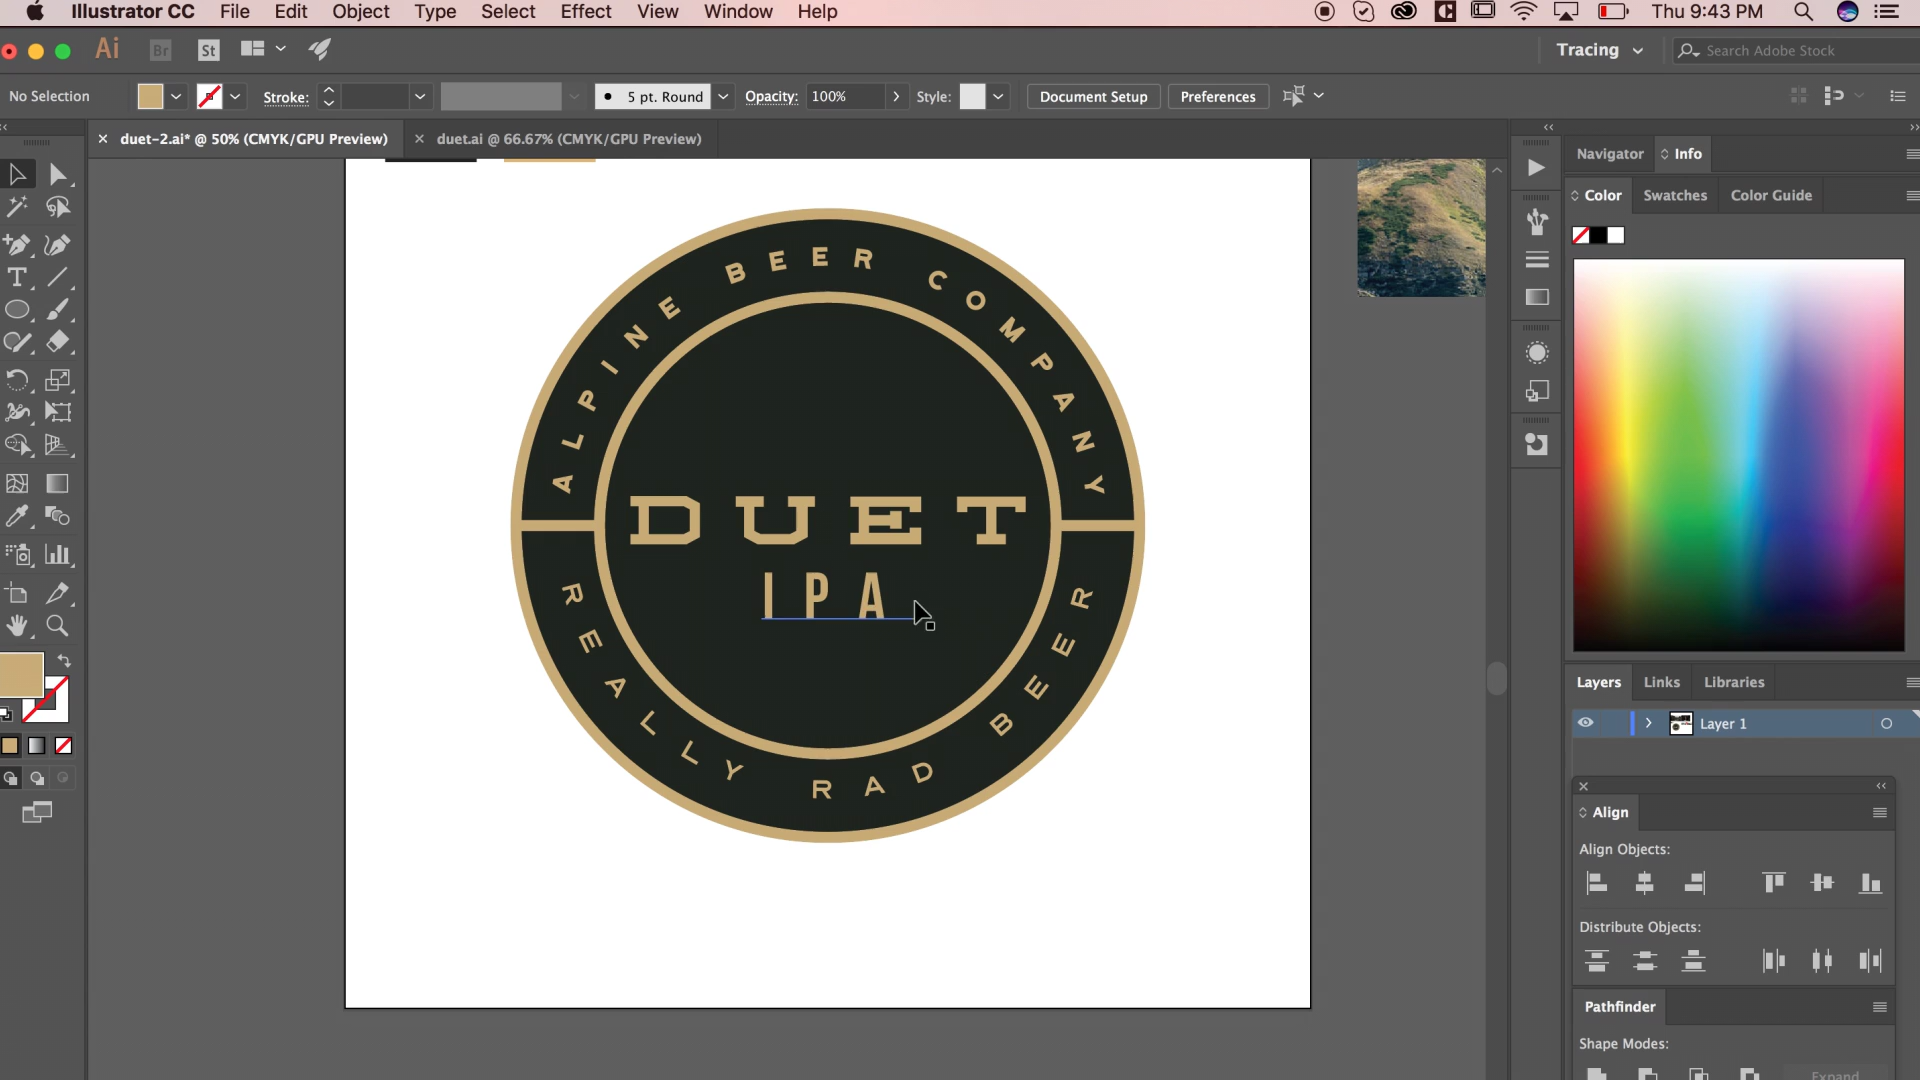 Illustrator CC File Edit Object Type Select Effect View Window Help Thu 9:43 PM
Ai Br St Tracing Search Adobe Stock
No Selection Stroke: 5 pt. Round Opacity: 100% Style: Document Setup Preferences
duet-2.ai* @ 50% (CMYK/GPU Preview) duet.ai @ 66.67% (CMYK/GPU Preview)
Navigator Info
Color Swatches Color Guide
ALPINE BEER COMPANY
DUET
IPA
REALLY RAD BEER
Layers Links Libraries
Layer 1
Align
Align Objects:
Distribute Objects:
Pathfinder
Shape Modes:
Expand